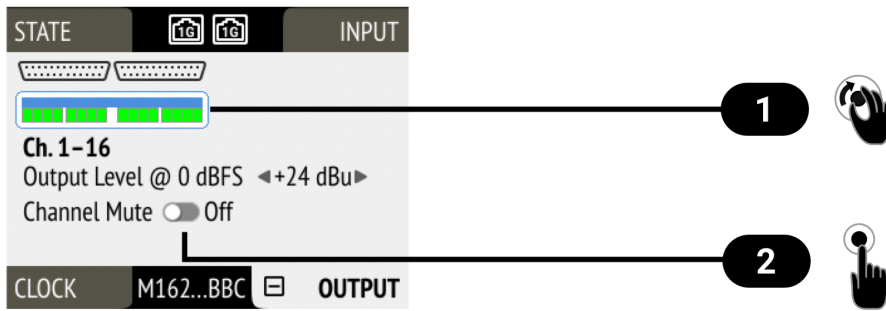 STATE 1G 1G INPUT
1
Ch. 1–16
Output Level @ 0 dBFS ◀+24 dBu▶
Channel Mute Off
2
CLOCK M162...BBC OUTPUT